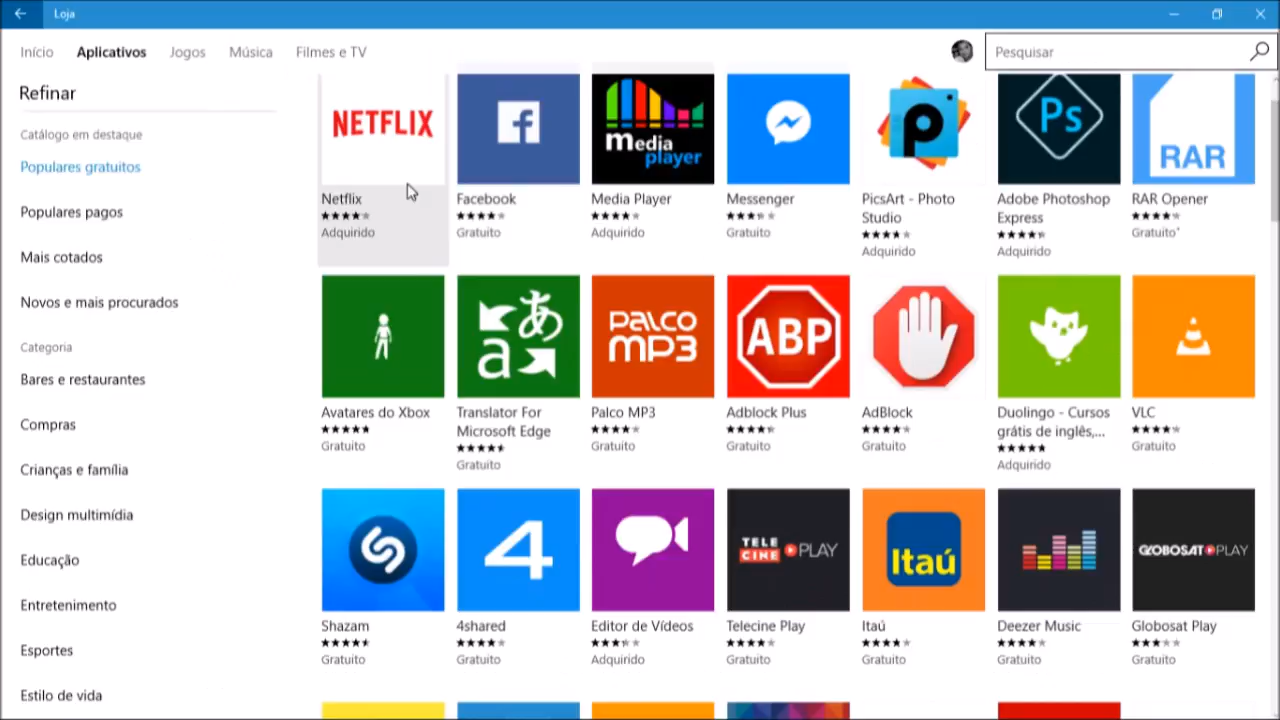 Loja
Início Aplicativos Jogos Música Filmes e TV
Pesquisar
Refinar
Catálogo em destaque
Populares gratuitos
Populares pagos
Mais cotados
Novos e mais procurados
Categoria
Bares e restaurantes
Compras
Crianças e família
Design multimídia
Educação
Entretenimento
Esportes
Estilo de vida
NETFLIX
Netflix
Adquirido
f
Facebook
Gratuito
media
player
Media Player
Adquirido
Messenger
Gratuito
p
PicsArt - Photo
Studio
Adquirido
Ps
Adobe Photoshop
Express
Adquirido
RAR
RAR Opener
Gratuito*
Avatares do Xbox
Gratuito
あ
a
Translator For
Microsoft Edge
Gratuito
PALCO
MP3
Palco MP3
Gratuito
ABP
Adblock Plus
Gratuito
AdBlock
Gratuito
Duolingo - Cursos
grátis de inglês,...
Adquirido
VLC
Gratuito
Shazam
Gratuito
4
4shared
Gratuito
Editor de Vídeos
Adquirido
TELE
CINE PLAY
Telecine Play
Gratuito
Itaú
Itaú
Gratuito
Deezer Music
Gratuito
GLOBOSAT PLAY
Globosat Play
Gratuito